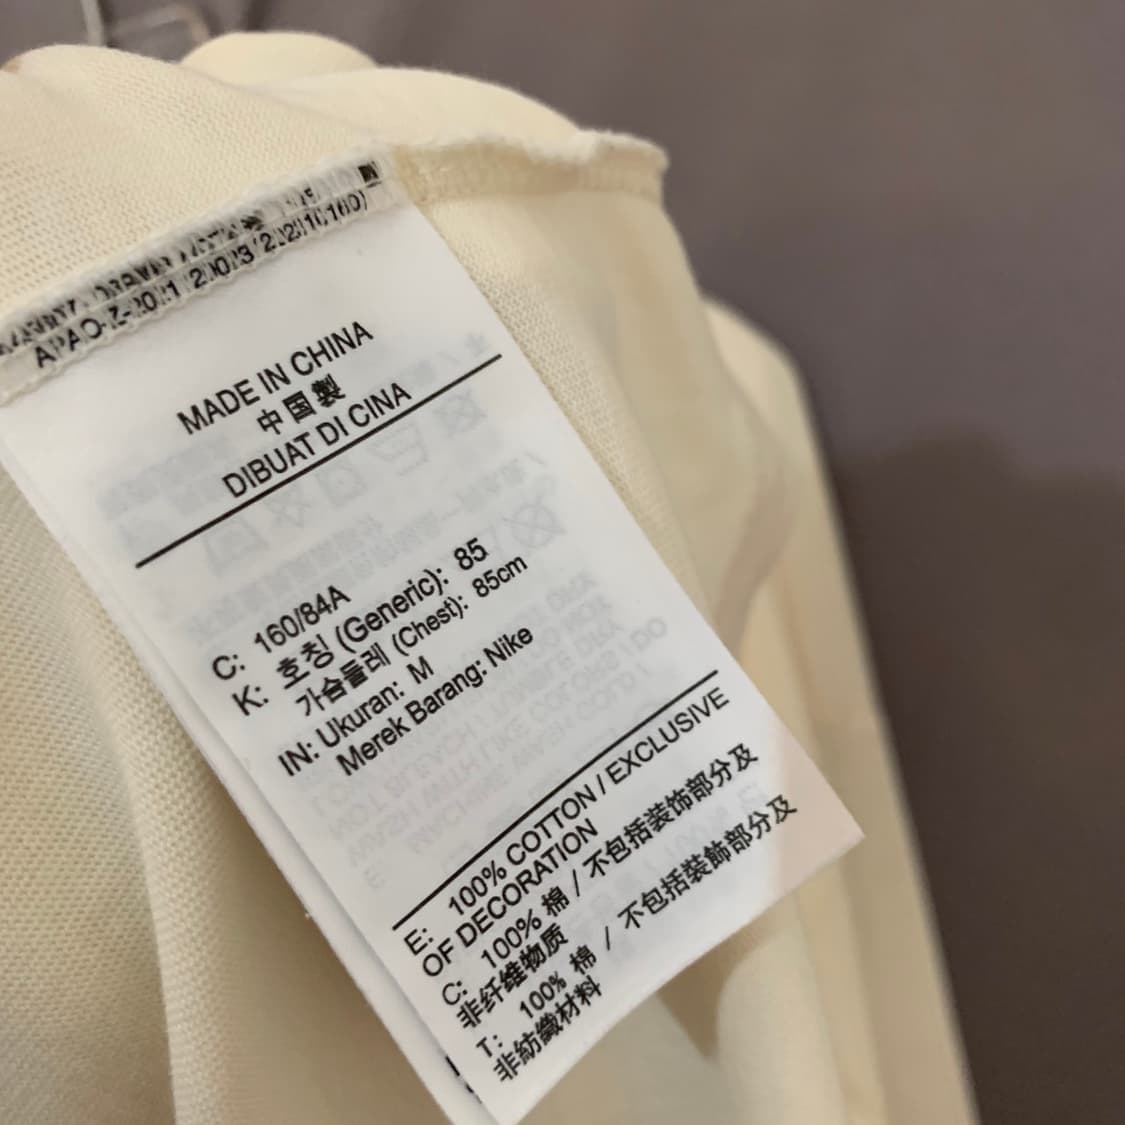 MADE IN CHINA
中国製
DIBUAT DI CINA
C: 160/84A
K: 호칭 (Generic): 85
가슴둘레 (Chest): 85cm
IN: Ukuran: M
Merek Barang: Nike
E: 100% COTTON / EXCLUSIVE
OF DECORATION
C: 100% 棉 / 不包括装饰部分及
非纤维物质
T: 100% 棉 / 不包括裝飾部分及
非紡織材料